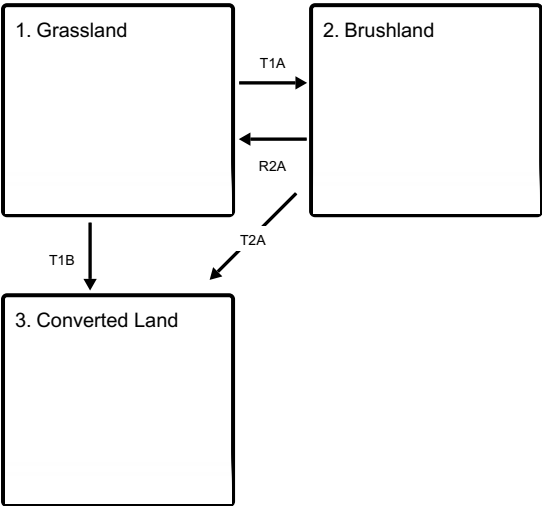 1. Grassland
2. Brushland
T1A
R2A
T2A
T1B
3. Converted Land